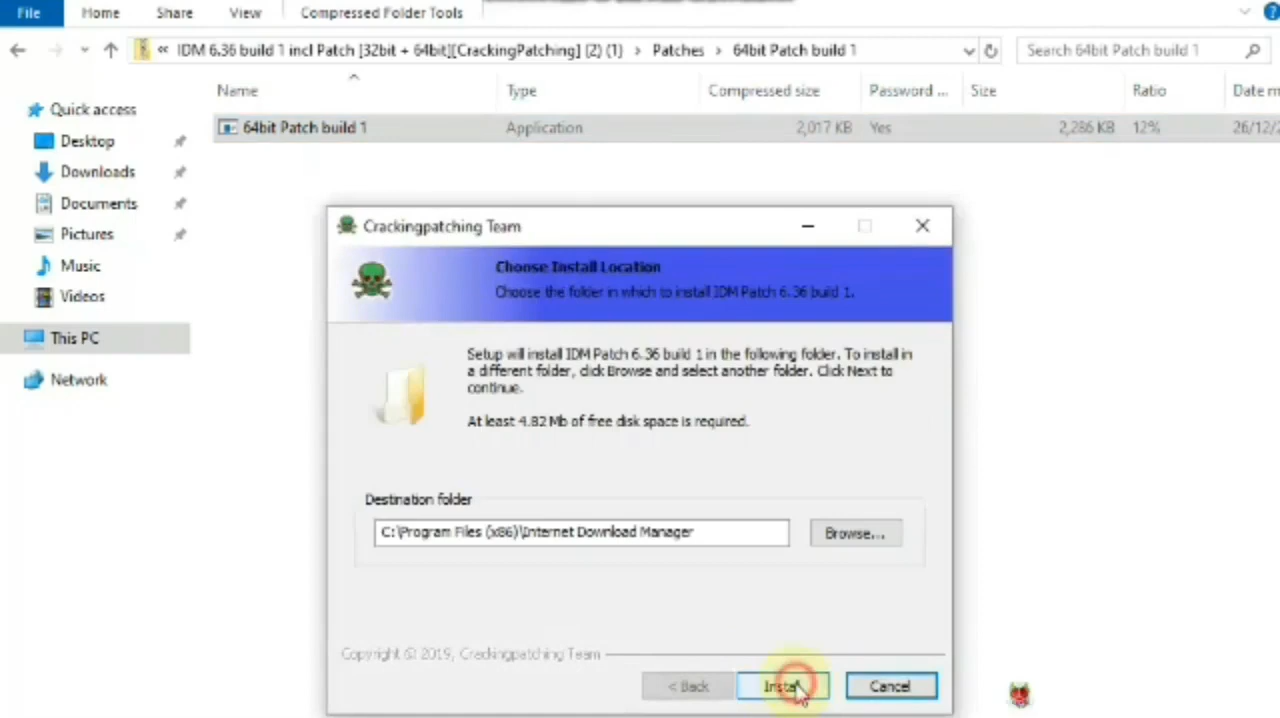 File Home Share View Compressed Folder Tools
« IDM 6.36 build 1 incl Patch [32bit + 64bit][CrackingPatching] (2) (1) › Patches › 64bit Patch build 1 Search 64bit Patch build 1
Name Type Compressed size Password ... Size Ratio Date m
64bit Patch build 1 Application 2,017 KB Yes 2,286 KB 12% 26/12/2
Quick access
Desktop
Downloads
Documents
Pictures
Music
Videos
This PC
Network
Crackingpatching Team
Choose Install Location
Choose the folder in which to install IDM Patch 6.36 build 1.
Setup will install IDM Patch 6.36 build 1 in the following folder. To install in
a different folder, click Browse and select another folder. Click Next to
continue.
At least 4.82 Mb of free disk space is required.
Destination folder
C:\Program Files (x86)\Internet Download Manager Browse...
Copyright © 2019, Crackingpatching Team
< Back Install Cancel